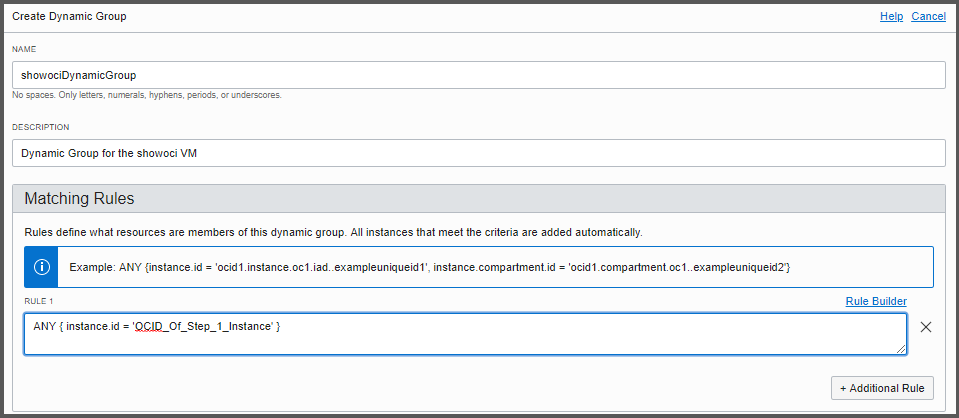 Create Dynamic Group
Help Cancel
NAME
showociDynamicGroup
No spaces. Only letters, numerals, hyphens, periods, or underscores.
DESCRIPTION
Dynamic Group for the showoci VM
Matching Rules
Rules define what resources are members of this dynamic group. All instances that meet the criteria are added automatically.
Example: ANY {instance.id = 'ocid1.instance.oc1.iad..exampleuniqueid1', instance.compartment.id = 'ocid1.compartment.oc1..exampleuniqueid2'}
RULE 1
Rule Builder
ANY { instance.id = 'OCID_Of_Step_1_Instance' }
+ Additional Rule